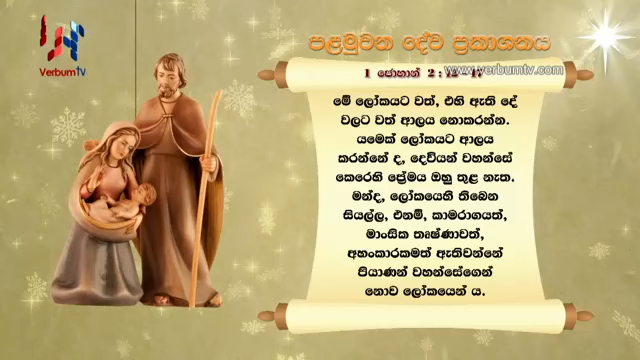 VerbumTV
පළමුවන දේව ප්‍රකාශනය
1 ජොහාන් 2 :
www.verbumtv.com
මේ ලෝකයට වත්, එහි ඇති දේ
වලට වත් ආලය නොකරන්න.
යමෙක් ලෝකයට ආලය
කරන්නේ ද, දෙවියන් වහන්සේ
කෙරෙහි ප්‍රේමය ඔහු තුළ නැත.
මන්ද, ලෝකයෙහි තිබෙන
සියල්ල, එනම්, කාමරාගයත්,
මාංසික තෘෂ්ණාවත්,
අහංකාරකමත් ඇතිවන්නේ
පියාණන් වහන්සේගෙන්
නොව ලෝකයෙන් ය.